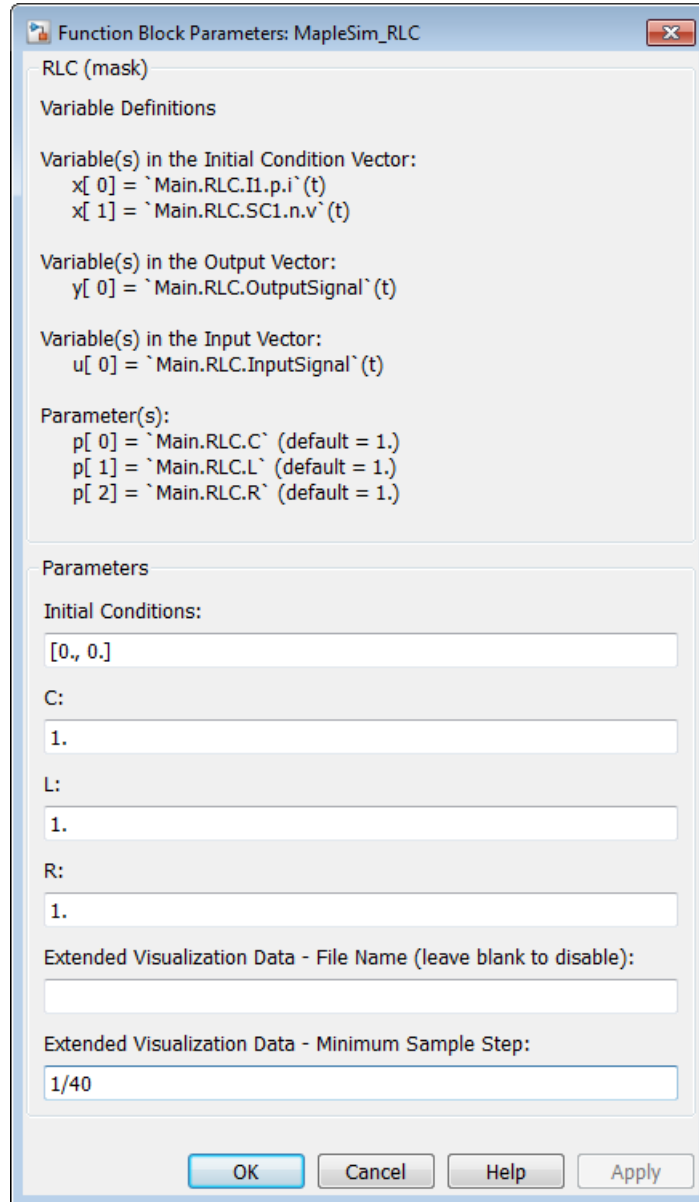 Function Block Parameters: MapleSim_RLC
RLC (mask)
Variable Definitions
Variable(s) in the Initial Condition Vector:
x[ 0] = `Main.RLC.I1.p.i`(t)
x[ 1] = `Main.RLC.SC1.n.v`(t)
Variable(s) in the Output Vector:
y[ 0] = `Main.RLC.OutputSignal`(t)
Variable(s) in the Input Vector:
u[ 0] = `Main.RLC.InputSignal`(t)
Parameter(s):
p[ 0] = `Main.RLC.C` (default = 1.)
p[ 1] = `Main.RLC.L` (default = 1.)
p[ 2] = `Main.RLC.R` (default = 1.)
Parameters
Initial Conditions:
[0., 0.]
C:
1.
L:
1.
R:
1.
Extended Visualization Data - File Name (leave blank to disable):
Extended Visualization Data - Minimum Sample Step:
1/40
OK Cancel Help Apply